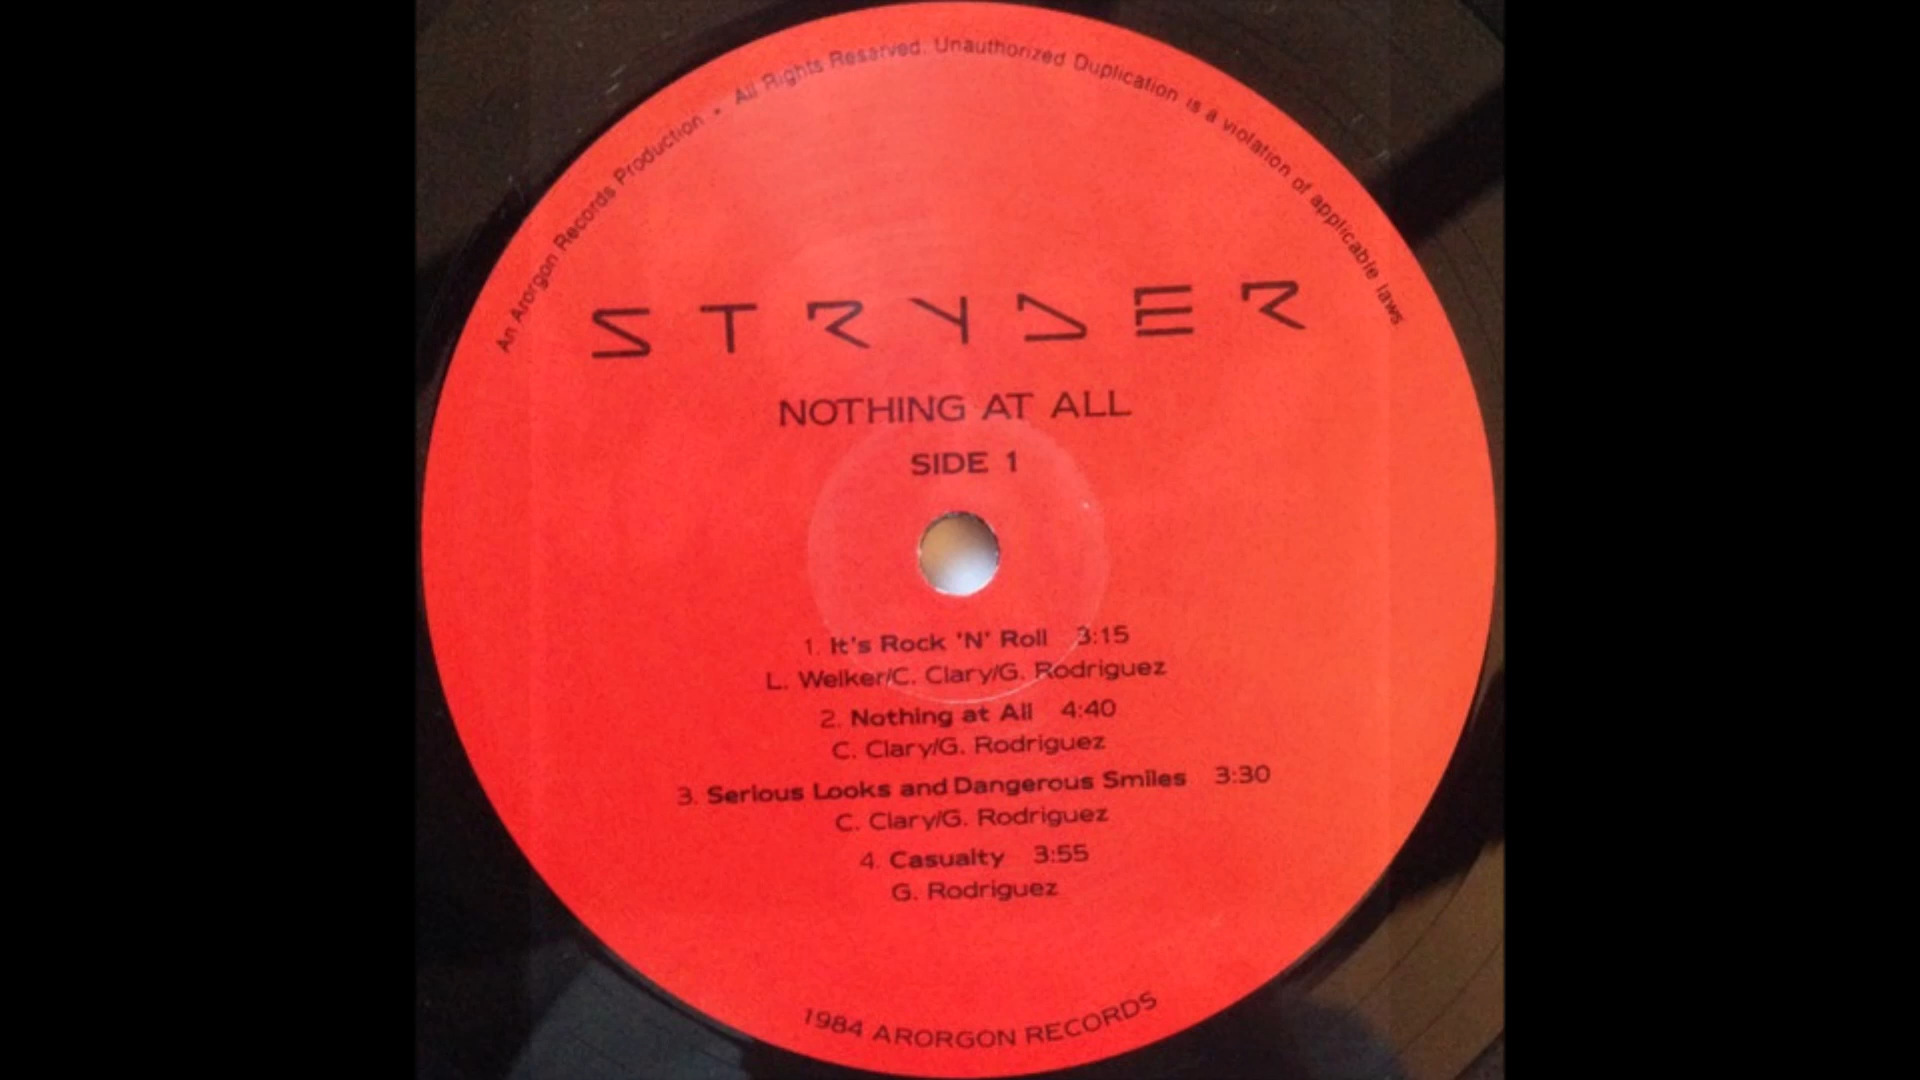 An Arorgon Records Production • All Rights Resarved. Unauthorized Duplication is a violation of applicable laws
STRYDER
NOTHING AT ALL
SIDE 1
1. It's Rock 'N' Roll 3:15
L. Welker/C. Clary/G. Rodriguez
2. Nothing at All 4:40
C. Clary/G. Rodriguez
3. Serious Looks and Dangerous Smiles 3:30
C. Clary/G. Rodriguez
4. Casualty 3:55
G. Rodriguez
1984 ARORGON RECORDS